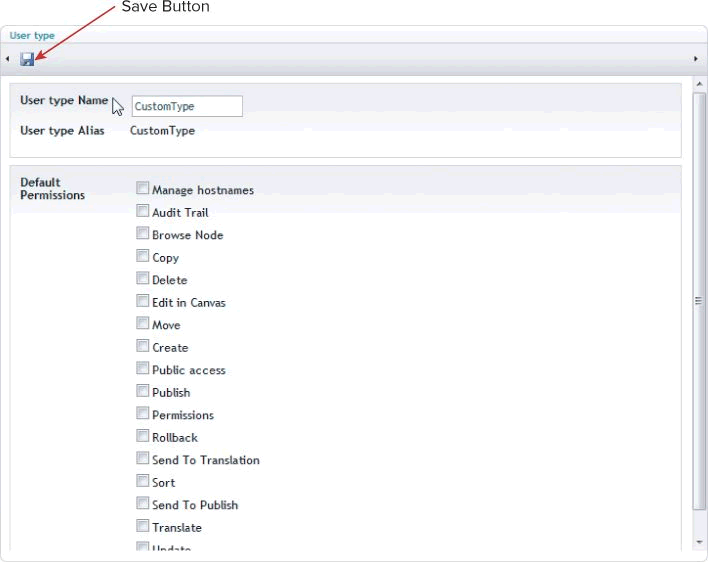 Save Button
User type
User type Name CustomType
User type Alias CustomType
Default
Permissions
Manage hostnames
Audit Trail
Browse Node
Copy
Delete
Edit in Canvas
Move
Create
Public access
Publish
Permissions
Rollback
Send To Translation
Sort
Send To Publish
Translate
Update